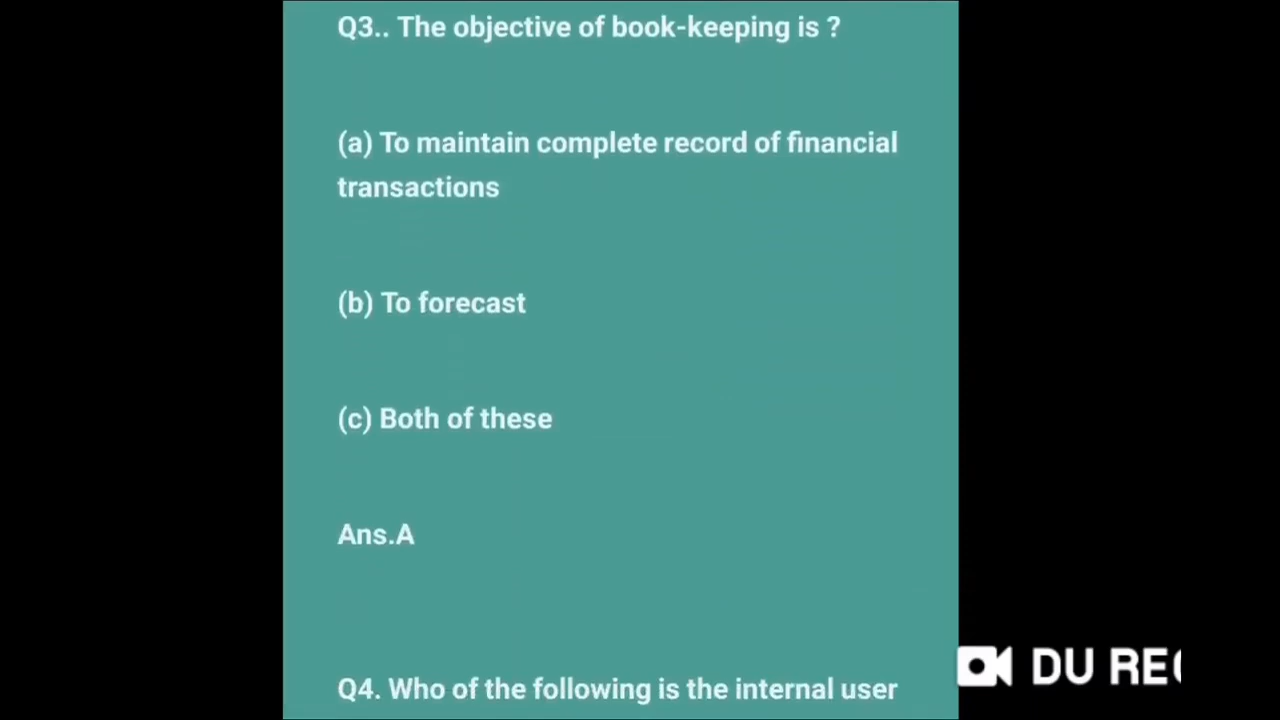 Q3.. The objective of book-keeping is ?
(a) To maintain complete record of financial
transactions
(b) To forecast
(c) Both of these
Ans.A
Q4. Who of the following is the internal user
DU REC